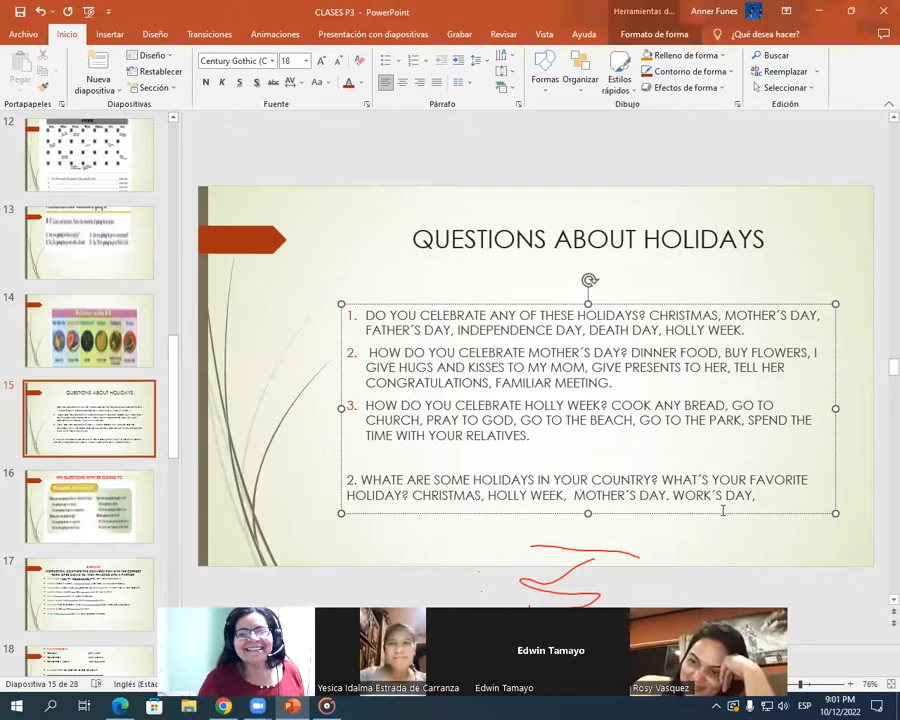 CLASES P3 - PowerPoint
Herramientas d...
Anner Funes
Archivo
Inicio
Insertar
Diseño
Transiciones
Animaciones
Presentación con diapositivas
Grabar
Revisar
Vista
Ayuda
Formato de forma
¿Qué desea hacer?
Pegar
Nueva
diapositiva
Diseño
Restablecer
Sección
Century Gothic (C
18
Formas
Organizar
Estilos
rápidos
Relleno de forma
Contorno de forma
Efectos de forma
Buscar
Reemplazar
Seleccionar
Portapapeles
Diapositivas
Fuente
Párrafo
Dibujo
Edición
12
13
14
15
16
17
18
QUESTIONS ABOUT HOLIDAYS
1. DO YOU CELEBRATE ANY OF THESE HOLIDAYS? CHRISTMAS, MOTHER´S DAY,
FATHER´S DAY, INDEPENDENCE DAY, DEATH DAY, HOLLY WEEK.
2. HOW DO YOU CELEBRATE MOTHER´S DAY? DINNER FOOD, BUY FLOWERS, I
GIVE HUGS AND KISSES TO MY MOM, GIVE PRESENTS TO HER, TELL HER
CONGRATULATIONS, FAMILIAR MEETING.
3. HOW DO YOU CELEBRATE HOLLY WEEK? COOK ANY BREAD, GO TO
CHURCH, PRAY TO GOD, GO TO THE BEACH, GO TO THE PARK, SPEND THE
TIME WITH YOUR RELATIVES.
2. WHATE ARE SOME HOLIDAYS IN YOUR COUNTRY? WHAT´S YOUR FAVORITE
HOLIDAY? CHRISTMAS, HOLLY WEEK, MOTHER´S DAY. WORK´S DAY,
Yesica Idalma Estrada de Carranza
Edwin Tamayo
Edwin Tamayo
Rosy Vasquez
Diapositiva 15 de 28
Inglés (Esta
76%
ESP
9:01 PM
10/12/2022